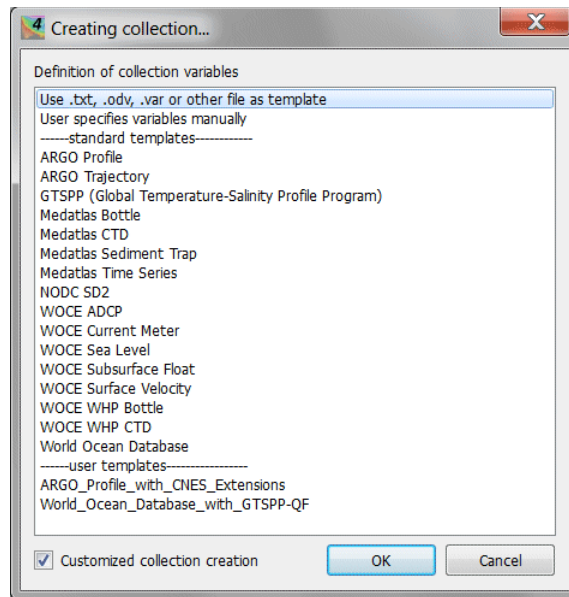 4 Creating collection...
Definition of collection variables
Use .txt, .odv, .var or other file as template
User specifies variables manually
------standard templates------------
ARGO Profile
ARGO Trajectory
GTSPP (Global Temperature-Salinity Profile Program)
Medatlas Bottle
Medatlas CTD
Medatlas Sediment Trap
Medatlas Time Series
NODC SD2
WOCE ADCP
WOCE Current Meter
WOCE Sea Level
WOCE Subsurface Float
WOCE Surface Velocity
WOCE WHP Bottle
WOCE WHP CTD
World Ocean Database
------user templates-----------------
ARGO_Profile_with_CNES_Extensions
World_Ocean_Database_with_GTSPP-QF
Customized collection creation OK Cancel